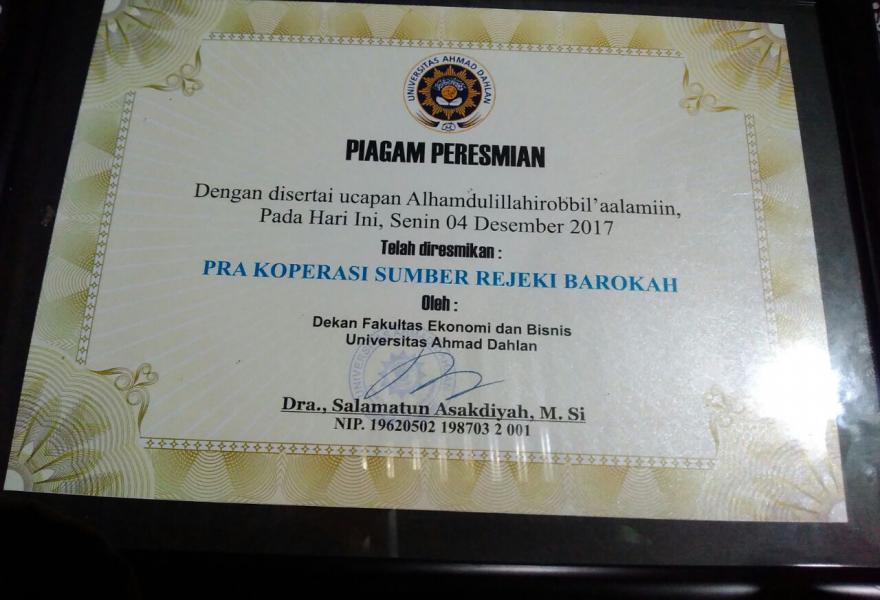 UNIVERSITAS AHMAD DAHLAN
PIAGAM PERESMIAN
Dengan disertai ucapan Alhamdulillahirobbil'aalamiin,
Pada Hari Ini, Senin 04 Desember 2017
Telah diresmikan :
PRA KOPERASI SUMBER REJEKI BAROKAH
Oleh :
Dekan Fakultas Ekonomi dan Bisnis
Universitas Ahmad Dahlan
Dra., Salamatun Asakdiyah, M. Si
NIP. 19620502 198703 2 001